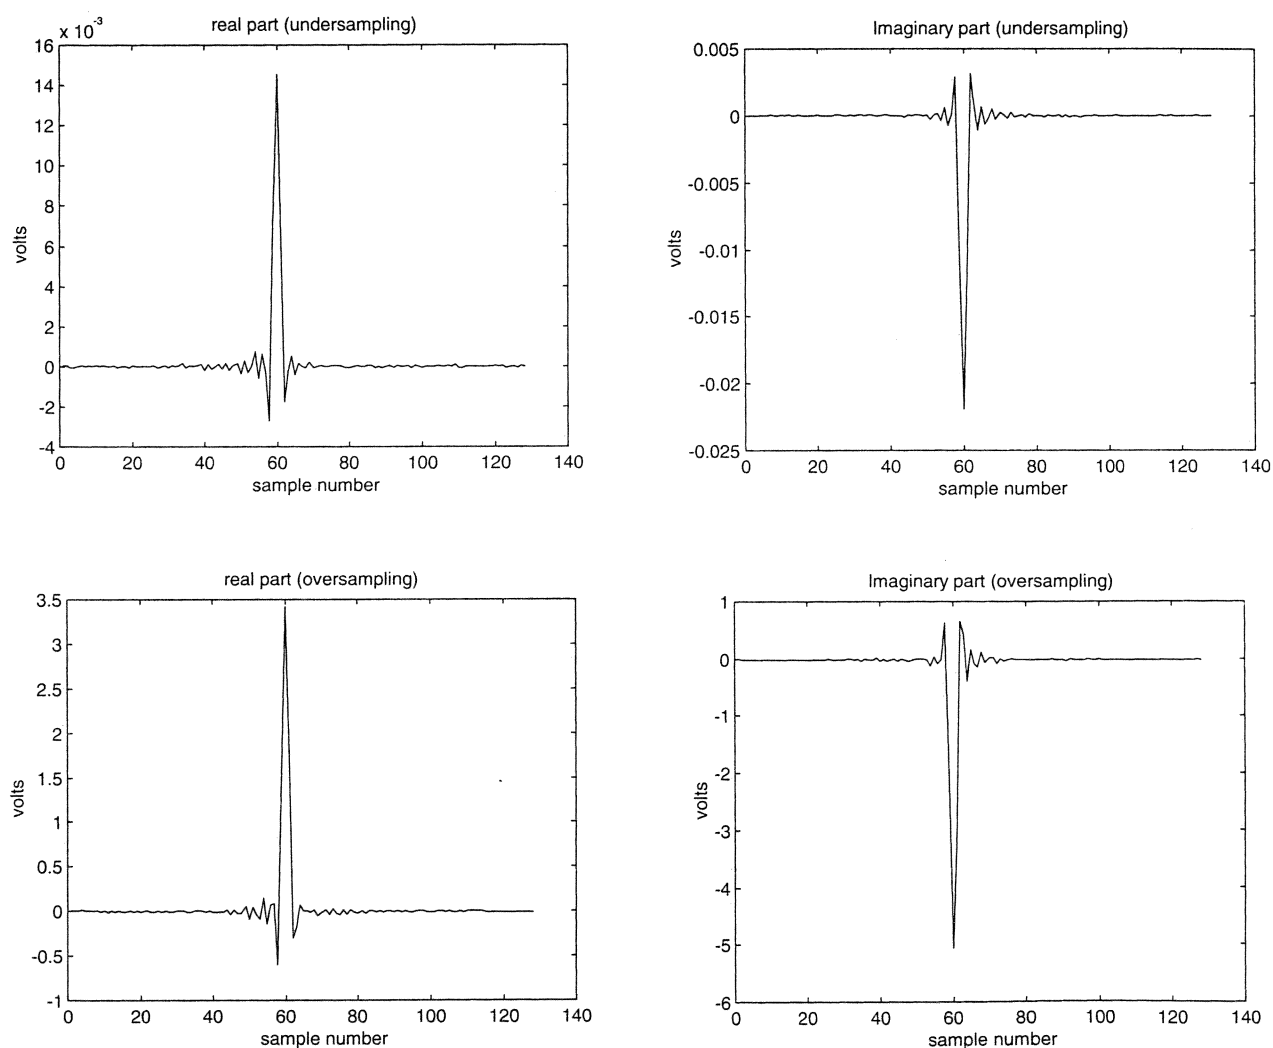 real part (undersampling)
x 10⁻³
16
14
12
10
8
6
4
2
0
-2
-4
volts
0 20 40 60 80 100 120 140
sample number
Imaginary part (undersampling)
0.005
0
-0.005
-0.01
-0.015
-0.02
-0.025
volts
0 20 40 60 80 100 120 140
sample number
real part (oversampling)
3.5
3
2.5
2
1.5
1
0.5
0
-0.5
-1
volts
0 20 40 60 80 100 120 140
sample number
Imaginary part (oversampling)
1
0
-1
-2
-3
-4
-5
-6
volts
0 20 40 60 80 100 120 140
sample number